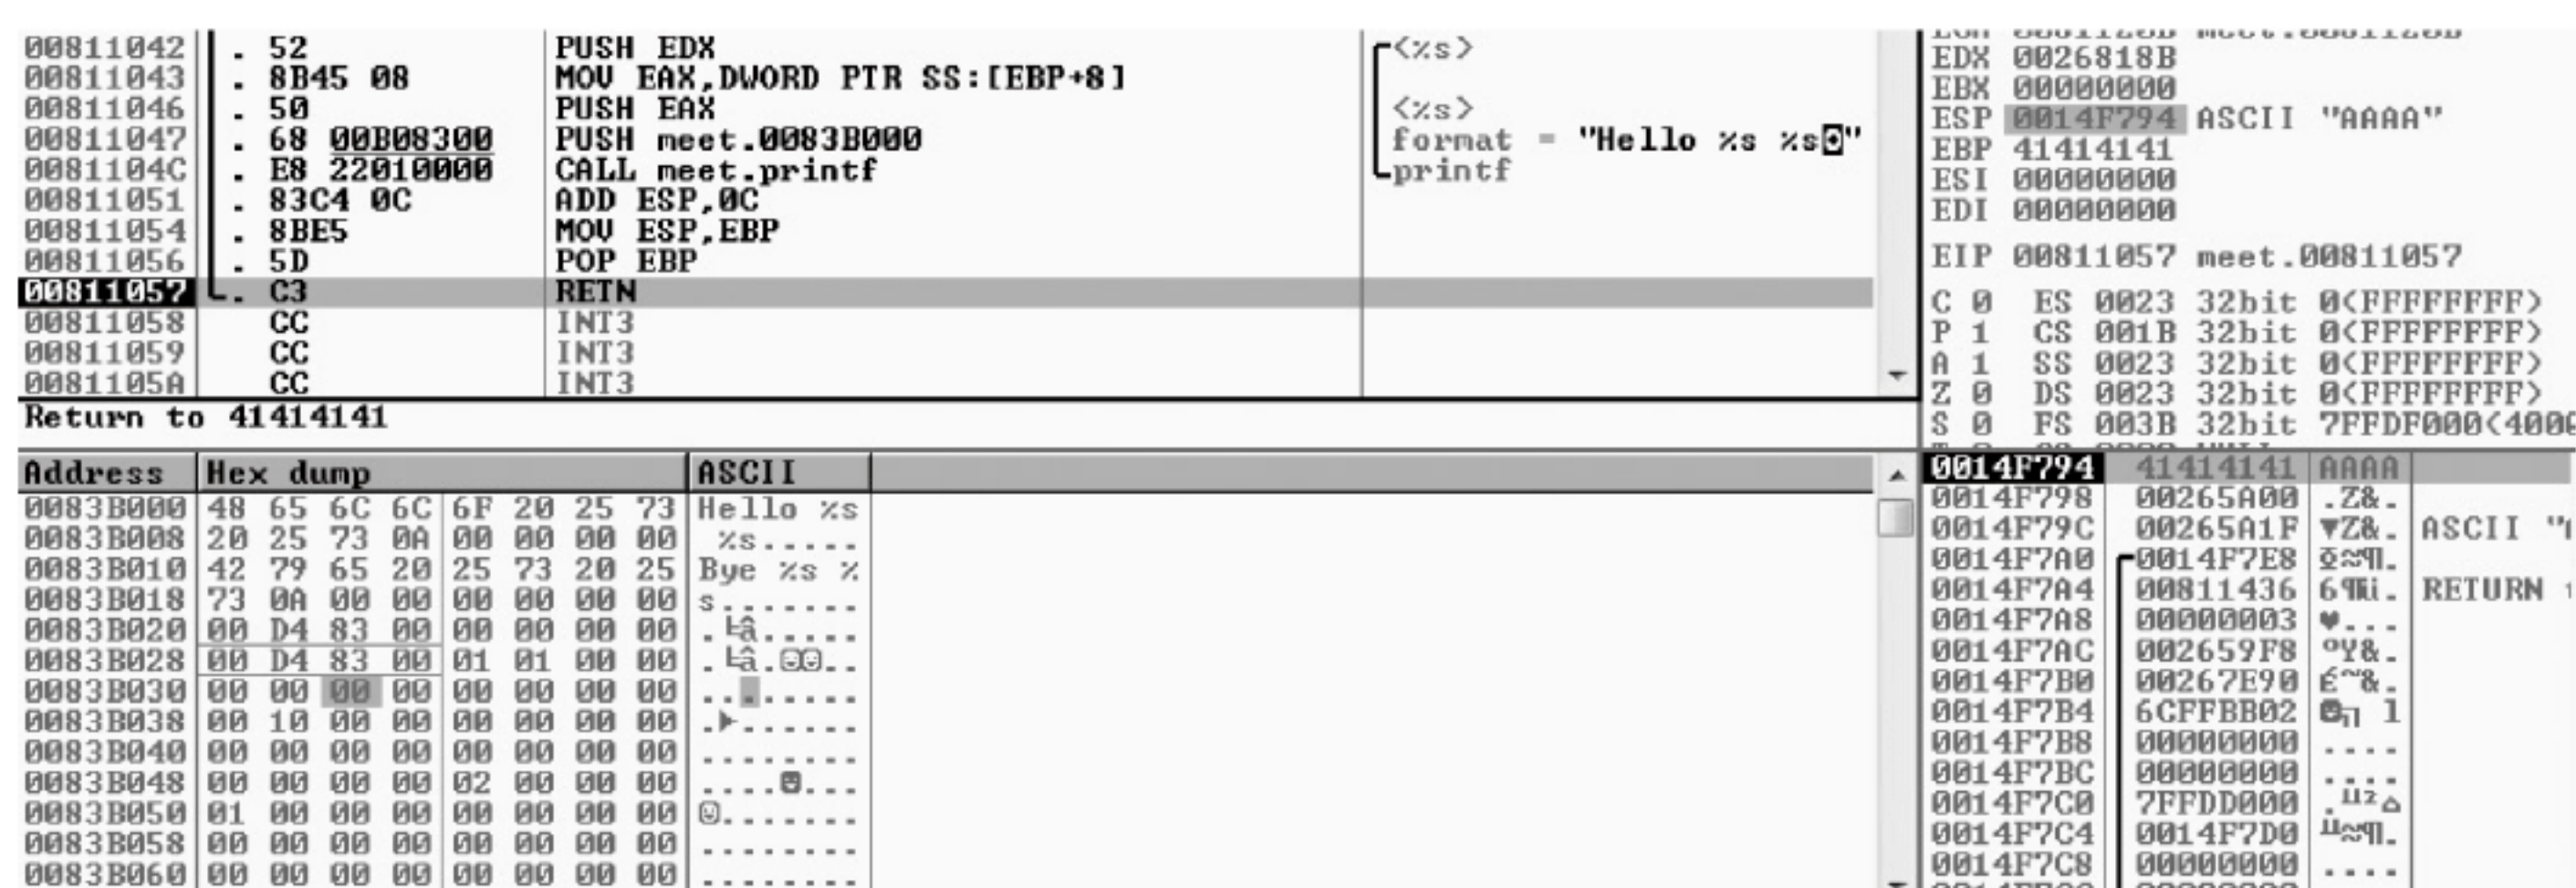 00811042 . 52 PUSH EDX <%s>
00811043 . 8B45 08 MOV EAX,DWORD PTR SS:[EBP+8]
00811046 . 50 PUSH EAX <%s>
00811047 . 68 00B08300 PUSH meet.0083B000 format = "Hello %s %s◙"
0081104C . E8 22010000 CALL meet.printf printf
00811051 . 83C4 0C ADD ESP,0C
00811054 . 8BE5 MOV ESP,EBP
00811056 . 5D POP EBP
00811057 . C3 RETN
00811058 CC INT3
00811059 CC INT3
0081105A CC INT3
Return to 41414141
EDX 0026818B
EBX 00000000
ESP 0014F794 ASCII "AAAA"
EBP 41414141
ESI 00000000
EDI 00000000
EIP 00811057 meet.00811057
C 0 ES 0023 32bit 0(FFFFFFFF)
P 1 CS 001B 32bit 0(FFFFFFFF)
A 1 SS 0023 32bit 0(FFFFFFFF)
Z 0 DS 0023 32bit 0(FFFFFFFF)
S 0 FS 003B 32bit 7FFDF000(400
Address Hex dump ASCII
0083B000 48 65 6C 6C 6F 20 25 73 Hello %s
0083B008 20 25 73 0A 00 00 00 00 %s.....
0083B010 42 79 65 20 25 73 20 25 Bye %s %
0083B018 73 0A 00 00 00 00 00 00 s.......
0083B020 00 D4 83 00 00 00 00 00 .╘â.....
0083B028 00 D4 83 00 01 01 00 00 .╘â.☺☺..
0083B030 00 00 00 00 00 00 00 00 ........
0083B038 00 10 00 00 00 00 00 00 .►......
0083B040 00 00 00 00 00 00 00 00 ........
0083B048 00 00 00 00 02 00 00 00 ....☻...
0083B050 01 00 00 00 00 00 00 00 ☺.......
0083B058 00 00 00 00 00 00 00 00 ........
0083B060 00 00 00 00 00 00 00 00 ........
0014F794 41414141 AAAA
0014F798 00265A00 .Z&.
0014F79C 00265A1F ▼Z&. ASCII "
0014F7A0 0014F7E8 Φ≈¶.
0014F7A4 00811436 6¶ü. RETURN
0014F7A8 00000003 ♥...
0014F7AC 002659F8 °Y&.
0014F7B0 00267E90 É~&.
0014F7B4 6CFFBB02 ☻╗ l
0014F7B8 00000000 ....
0014F7BC 00000000 ....
0014F7C0 7FFDD000 .╨²⌂
0014F7C4 0014F7D0 ╨≈¶.
0014F7C8 00000000 ....